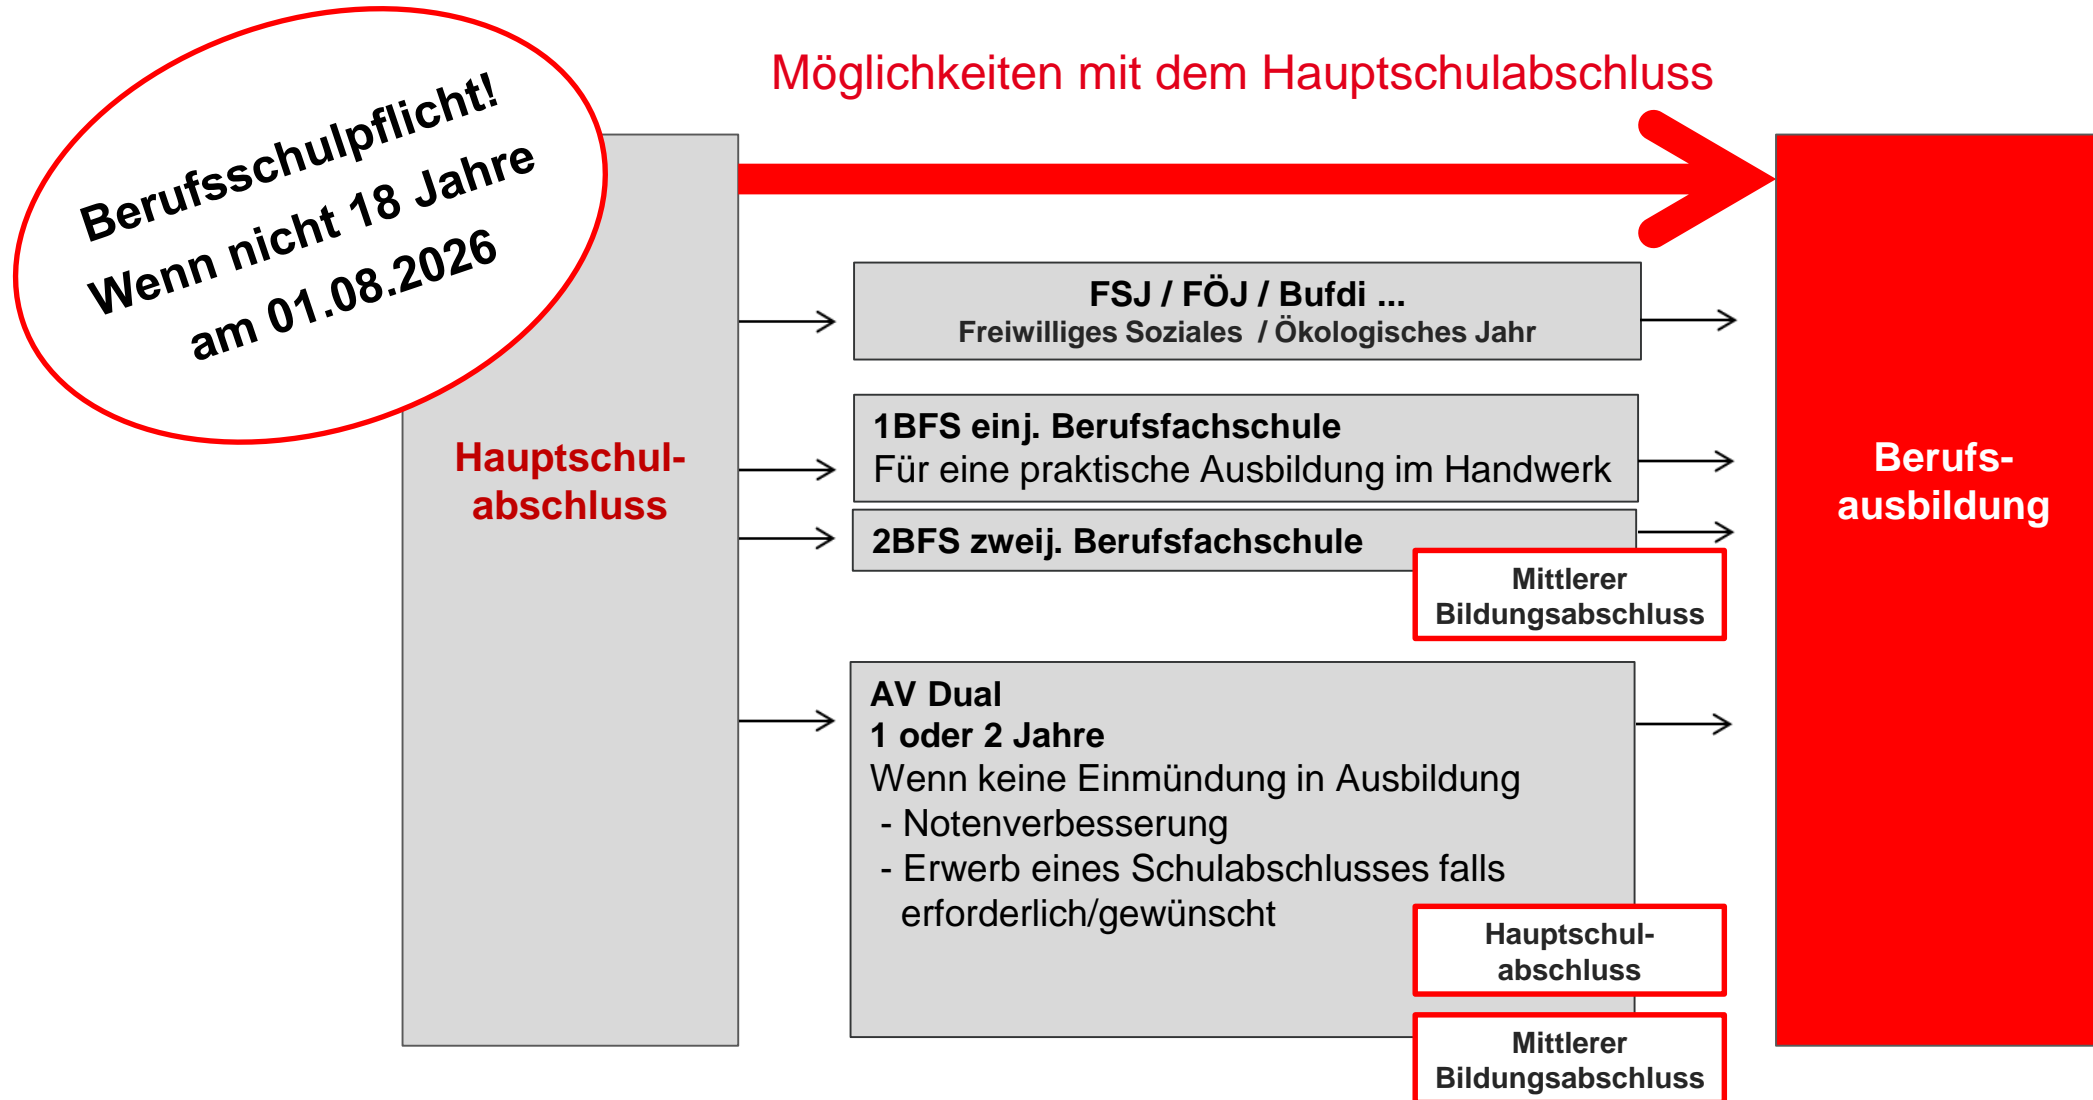 Möglichkeiten mit dem Hauptschulabschluss
Berufsschulpflicht!
Wenn nicht 18 Jahre
am 01.08.2026
Hauptschul-
abschluss
FSJ / FÖJ / Bufdi ...
Freiwilliges Soziales / Ökologisches Jahr
1BFS einj. Berufsfachschule
Für eine praktische Ausbildung im Handwerk
2BFS zweij. Berufsfachschule
Mittlerer
Bildungsabschluss
AV Dual
1 oder 2 Jahre
Wenn keine Einmündung in Ausbildung
- Notenverbesserung
- Erwerb eines Schulabschlusses falls
erforderlich/gewünscht
Hauptschul-
abschluss
Mittlerer
Bildungsabschluss
Berufs-
ausbildung